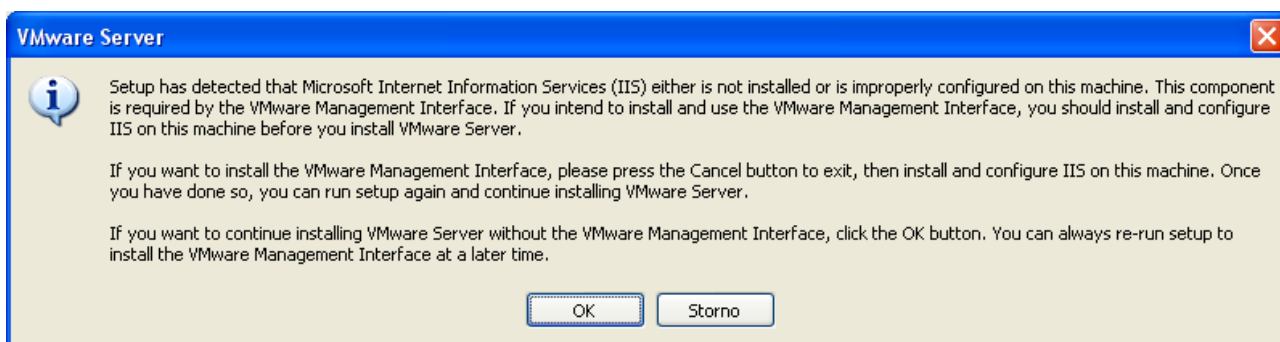 VMware Server
Setup has detected that Microsoft Internet Information Services (IIS) either is not installed or is improperly configured on this machine. This component
is required by the VMware Management Interface. If you intend to install and use the VMware Management Interface, you should install and configure
IIS on this machine before you install VMware Server.
If you want to install the VMware Management Interface, please press the Cancel button to exit, then install and configure IIS on this machine. Once
you have done so, you can run setup again and continue installing VMware Server.
If you want to continue installing VMware Server without the VMware Management Interface, click the OK button. You can always re-run setup to
install the VMware Management Interface at a later time.
OK
Storno